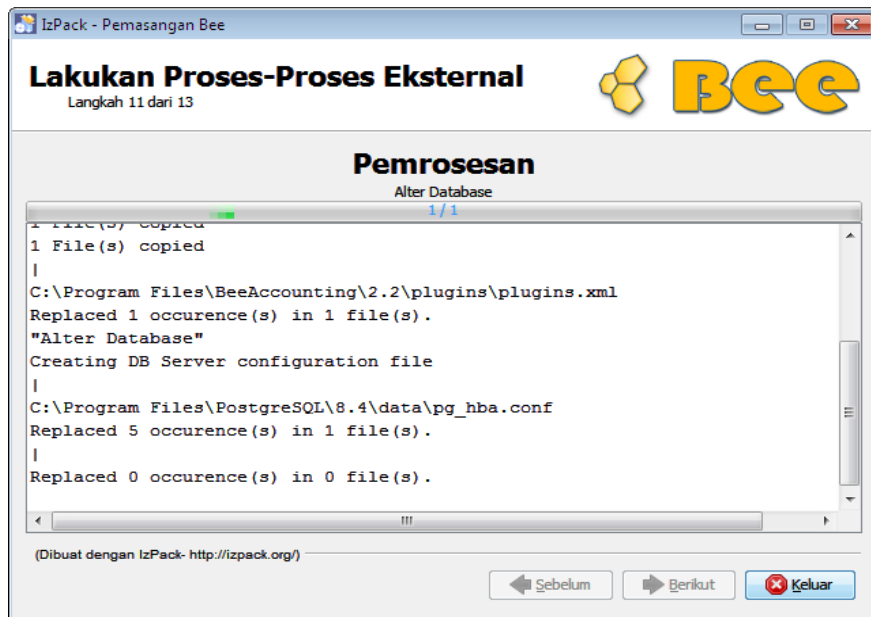 IzPack - Pemasangan Bee
Lakukan Proses-Proses Eksternal
Langkah 11 dari 13
Bee
Pemrosesan
Alter Database
1 / 1
1 File(s) copied
1 File(s) copied
|
C:\Program Files\BeeAccounting\2.2\plugins\plugins.xml
Replaced 1 occurence(s) in 1 file(s).
"Alter Database"
Creating DB Server configuration file
|
C:\Program Files\PostgreSQL\8.4\data\pg_hba.conf
Replaced 5 occurence(s) in 1 file(s).
|
Replaced 0 occurence(s) in 0 file(s).
(Dibuat dengan IzPack- http://izpack.org/)
Sebelum
Berikut
Keluar